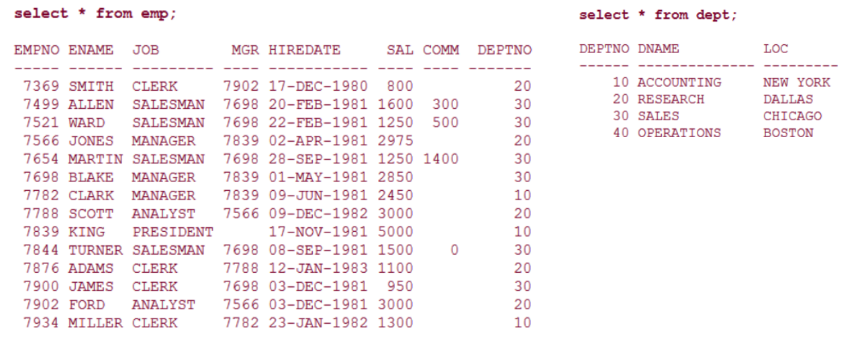 select * from emp;
EMPNO ENAME JOB MGR HIREDATE SAL COMM DEPTNO
----- ------ --------- ---- ----------- ---- ---- -------
7369 SMITH CLERK 7902 17-DEC-1980 800 20
7499 ALLEN SALESMAN 7698 20-FEB-1981 1600 300 30
7521 WARD SALESMAN 7698 22-FEB-1981 1250 500 30
7566 JONES MANAGER 7839 02-APR-1981 2975 20
7654 MARTIN SALESMAN 7698 28-SEP-1981 1250 1400 30
7698 BLAKE MANAGER 7839 01-MAY-1981 2850 30
7782 CLARK MANAGER 7839 09-JUN-1981 2450 10
7788 SCOTT ANALYST 7566 09-DEC-1982 3000 20
7839 KING PRESIDENT 17-NOV-1981 5000 10
7844 TURNER SALESMAN 7698 08-SEP-1981 1500 0 30
7876 ADAMS CLERK 7788 12-JAN-1983 1100 20
7900 JAMES CLERK 7698 03-DEC-1981 950 30
7902 FORD ANALYST 7566 03-DEC-1981 3000 20
7934 MILLER CLERK 7782 23-JAN-1982 1300 10
select * from dept;
DEPTNO DNAME LOC
------ -------------- --------
10 ACCOUNTING NEW YORK
20 RESEARCH DALLAS
30 SALES CHICAGO
40 OPERATIONS BOSTON